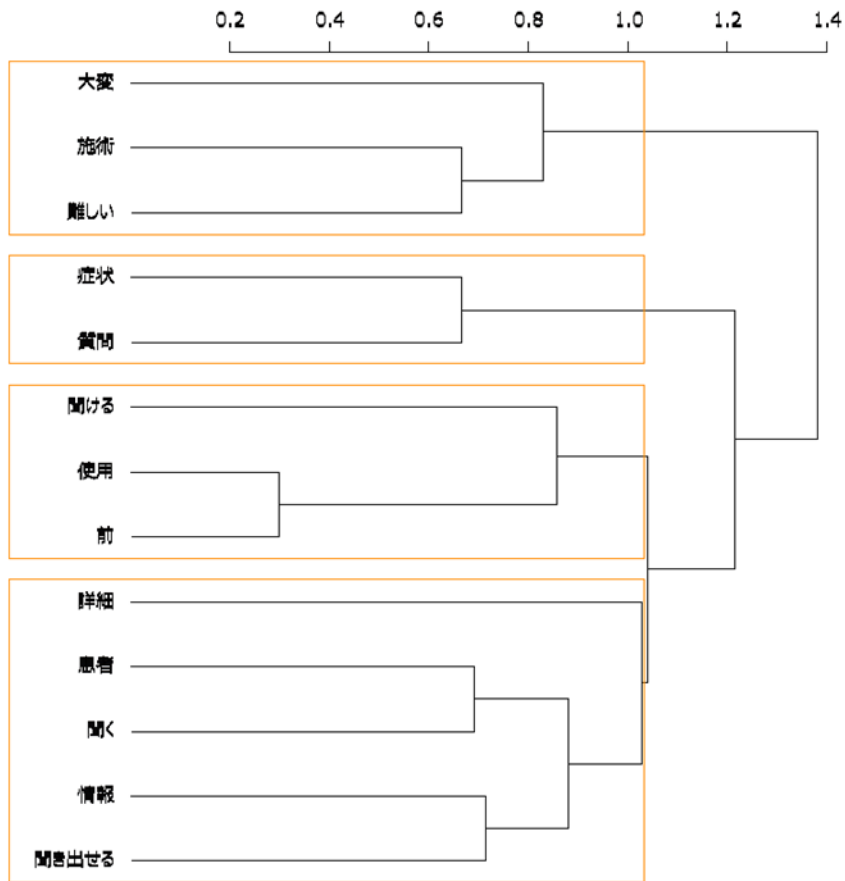 0.2 0.4 0.6 0.8 1.0 1.2 1.4
大変
施術
難しい
症状
質問
聞ける
使用
前
詳細
患者
聞く
情報
聞き出せる